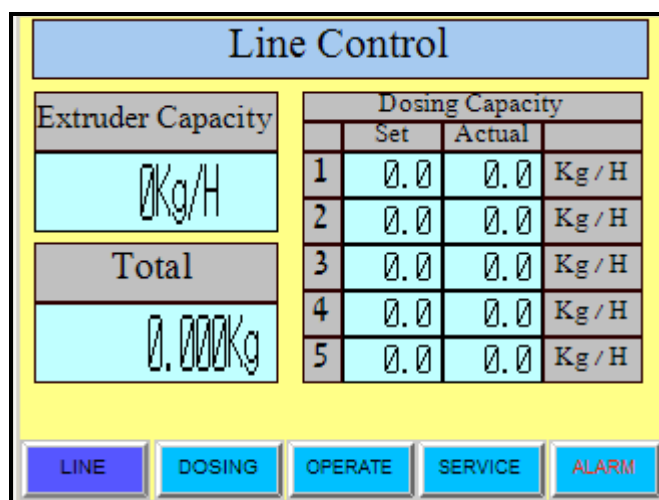 Line Control
Extruder Capacity
0Kg/H
Total
0.000Kg
Dosing Capacity
Set Actual
1 0.0 0.0 Kg/H
2 0.0 0.0 Kg/H
3 0.0 0.0 Kg/H
4 0.0 0.0 Kg/H
5 0.0 0.0 Kg/H
LINE DOSING OPERATE SERVICE ALARM